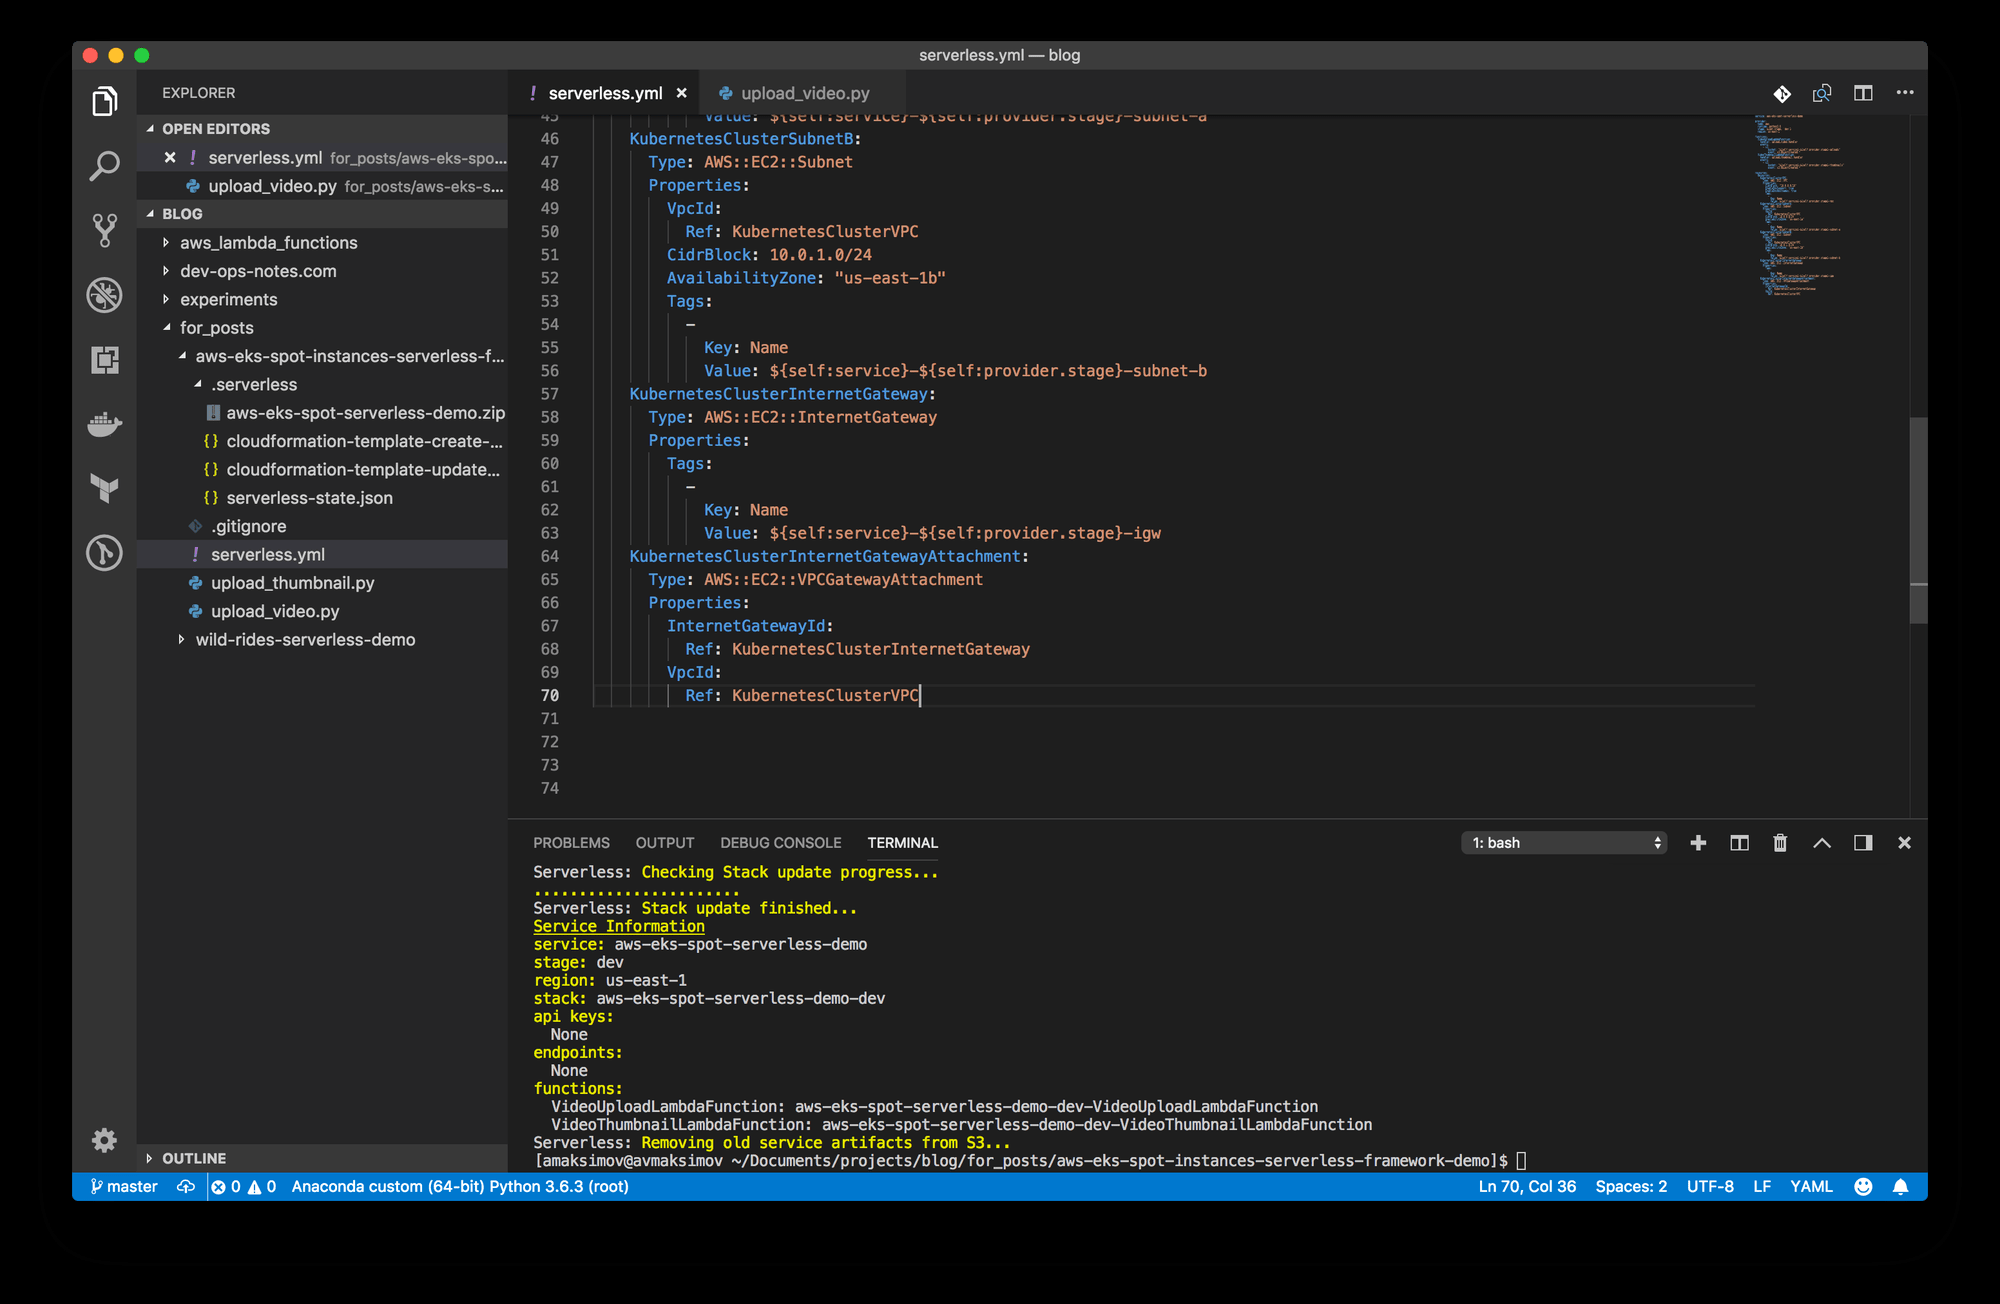 serverless.yml — blog
EXPLORER
OPEN EDITORS
serverless.yml for_posts/aws-eks-spo...
upload_video.py for_posts/aws-eks-s...
BLOG
aws_lambda_functions
dev-ops-notes.com
experiments
for_posts
aws-eks-spot-instances-serverless-f...
.serverless
aws-eks-spot-serverless-demo.zip
{} cloudformation-template-create-...
{} cloudformation-template-update...
{} serverless-state.json
.gitignore
! serverless.yml
upload_thumbnail.py
upload_video.py
wild-rides-serverless-demo
OUTLINE
! serverless.yml
upload_video.py
45 Value: ${self:service}-${self:provider.stage}-subnet-a
46 KubernetesClusterSubnetB:
47 Type: AWS::EC2::Subnet
48 Properties:
49 VpcId:
50 Ref: KubernetesClusterVPC
51 CidrBlock: 10.0.1.0/24
52 AvailabilityZone: "us-east-1b"
53 Tags:
54 -
55 Key: Name
56 Value: ${self:service}-${self:provider.stage}-subnet-b
57 KubernetesClusterInternetGateway:
58 Type: AWS::EC2::InternetGateway
59 Properties:
60 Tags:
61 -
62 Key: Name
63 Value: ${self:service}-${self:provider.stage}-igw
64 KubernetesClusterInternetGatewayAttachment:
65 Type: AWS::EC2::VPCGatewayAttachment
66 Properties:
67 InternetGatewayId:
68 Ref: KubernetesClusterInternetGateway
69 VpcId:
70 Ref: KubernetesClusterVPC
71
72
73
74
PROBLEMS OUTPUT DEBUG CONSOLE TERMINAL 1: bash
Serverless: Checking Stack update progress...
.......................
Serverless: Stack update finished...
Service Information
service: aws-eks-spot-serverless-demo
stage: dev
region: us-east-1
stack: aws-eks-spot-serverless-demo-dev
api keys:
None
endpoints:
None
functions:
VideoUploadLambdaFunction: aws-eks-spot-serverless-demo-dev-VideoUploadLambdaFunction
VideoThumbnailLambdaFunction: aws-eks-spot-serverless-demo-dev-VideoThumbnailLambdaFunction
Serverless: Removing old service artifacts from S3...
[amaksimov@avmaksimov ~/Documents/projects/blog/for_posts/aws-eks-spot-instances-serverless-framework-demo]$
master 0 0 Anaconda custom (64-bit) Python 3.6.3 (root) Ln 70, Col 36 Spaces: 2 UTF-8 LF YAML